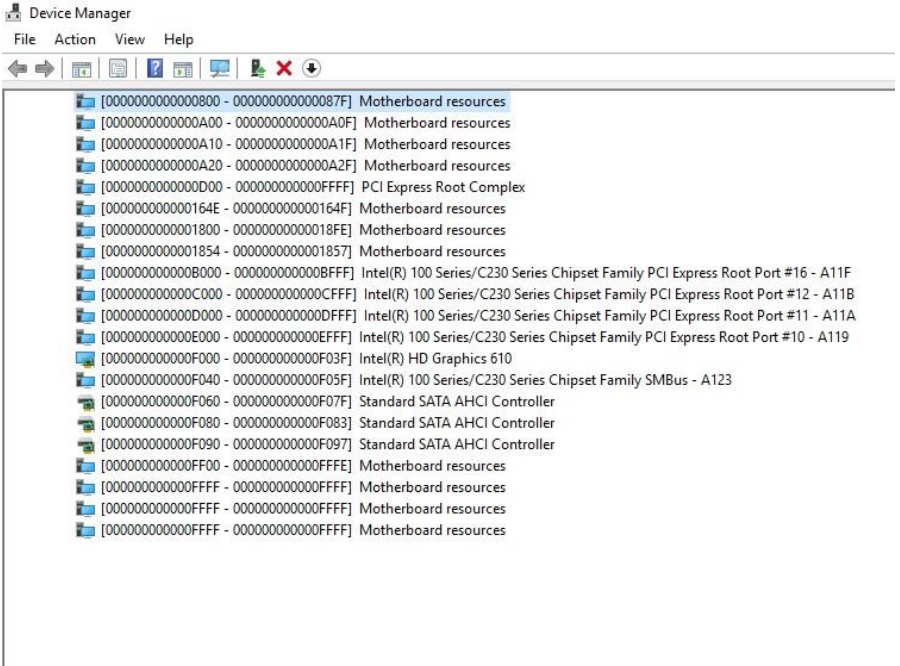 Device Manager
File Action View Help
[0000000000000800 - 000000000000087F] Motherboard resources
[0000000000000A00 - 0000000000000A0F] Motherboard resources
[0000000000000A10 - 0000000000000A1F] Motherboard resources
[0000000000000A20 - 0000000000000A2F] Motherboard resources
[0000000000000D00 - 000000000000FFFF] PCI Express Root Complex
[000000000000164E - 000000000000164F] Motherboard resources
[0000000000001800 - 00000000000018FE] Motherboard resources
[0000000000001854 - 0000000000001857] Motherboard resources
[000000000000B000 - 000000000000BFFF] Intel(R) 100 Series/C230 Series Chipset Family PCI Express Root Port #16 - A11F
[000000000000C000 - 000000000000CFFF] Intel(R) 100 Series/C230 Series Chipset Family PCI Express Root Port #12 - A11B
[000000000000D000 - 000000000000DFFF] Intel(R) 100 Series/C230 Series Chipset Family PCI Express Root Port #11 - A11A
[000000000000E000 - 000000000000EFFF] Intel(R) 100 Series/C230 Series Chipset Family PCI Express Root Port #10 - A119
[000000000000F000 - 000000000000F03F] Intel(R) HD Graphics 610
[000000000000F040 - 000000000000F05F] Intel(R) 100 Series/C230 Series Chipset Family SMBus - A123
[000000000000F060 - 000000000000F07F] Standard SATA AHCI Controller
[000000000000F080 - 000000000000F083] Standard SATA AHCI Controller
[000000000000F090 - 000000000000F097] Standard SATA AHCI Controller
[000000000000FF00 - 000000000000FFFE] Motherboard resources
[000000000000FFFF - 000000000000FFFF] Motherboard resources
[000000000000FFFF - 000000000000FFFF] Motherboard resources
[000000000000FFFF - 000000000000FFFF] Motherboard resources